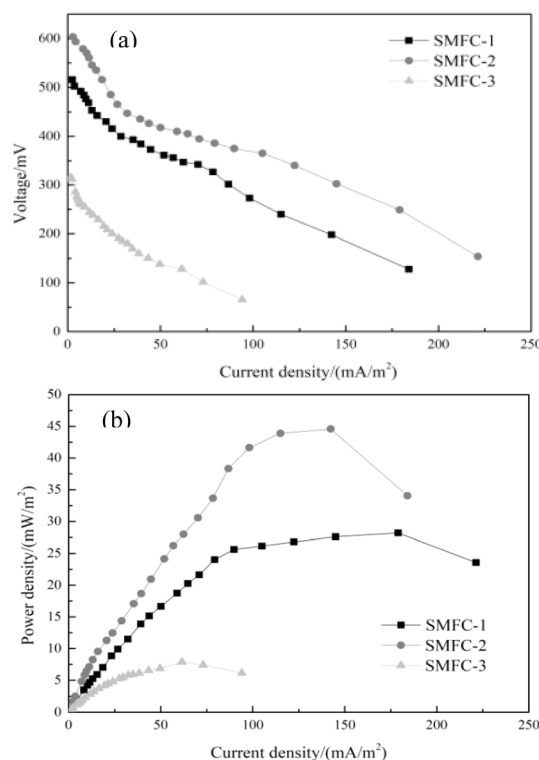 (a)
SMFC-1
SMFC-2
SMFC-3
600
500
400
300
200
100
0
Voltage/mV
0 50 100 150 200 250
Current density/(mA/m²)
(b)
50
45
40
35
30
25
20
15
10
5
0
Power density/(mW/m²)
SMFC-1
SMFC-2
SMFC-3
0 50 100 150 200 250
Current density/(mA/m²)